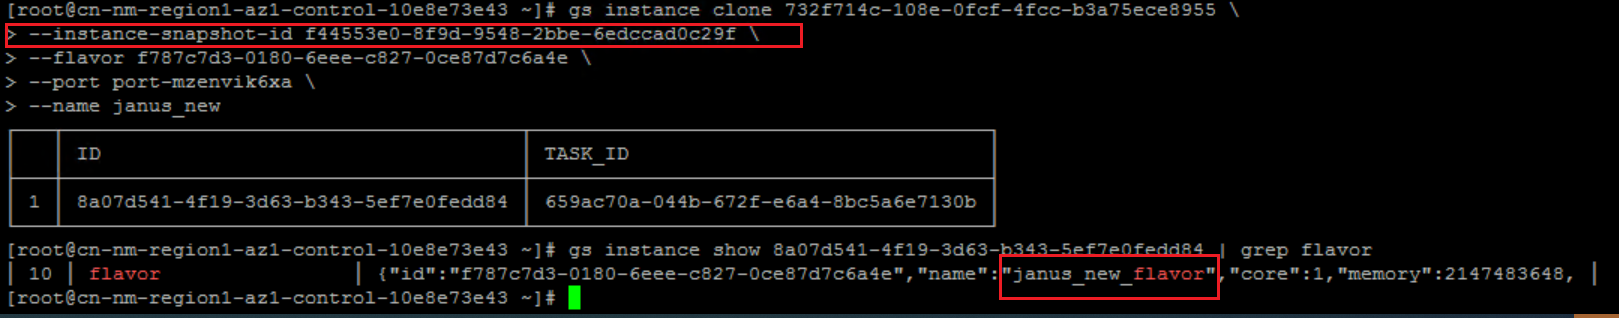 [root@cn-nm-region1-az1-control-10e8e73e43 ~]# gs instance clone 732f714c-108e-0fcf-4fcc-b3a75ece8955 \
> --instance-snapshot-id f44553e0-8f9d-9548-2bbe-6edccad0c29f \
> --flavor f787c7d3-0180-6eee-c827-0ce87d7c6a4e \
> --port port-mzenvik6xa \
> --name janus_new
ID TASK_ID
1 8a07d541-4f19-3d63-b343-5ef7e0fedd84 659ac70a-044b-672f-e6a4-8bc5a6e7130b
[root@cn-nm-region1-az1-control-10e8e73e43 ~]# gs instance show 8a07d541-4f19-3d63-b343-5ef7e0fedd84 | grep flavor
| 10 | flavor | {"id":"f787c7d3-0180-6eee-c827-0ce87d7c6a4e","name":"janus_new_flavor","core":1,"memory":2147483648, |
[root@cn-nm-region1-az1-control-10e8e73e43 ~]#